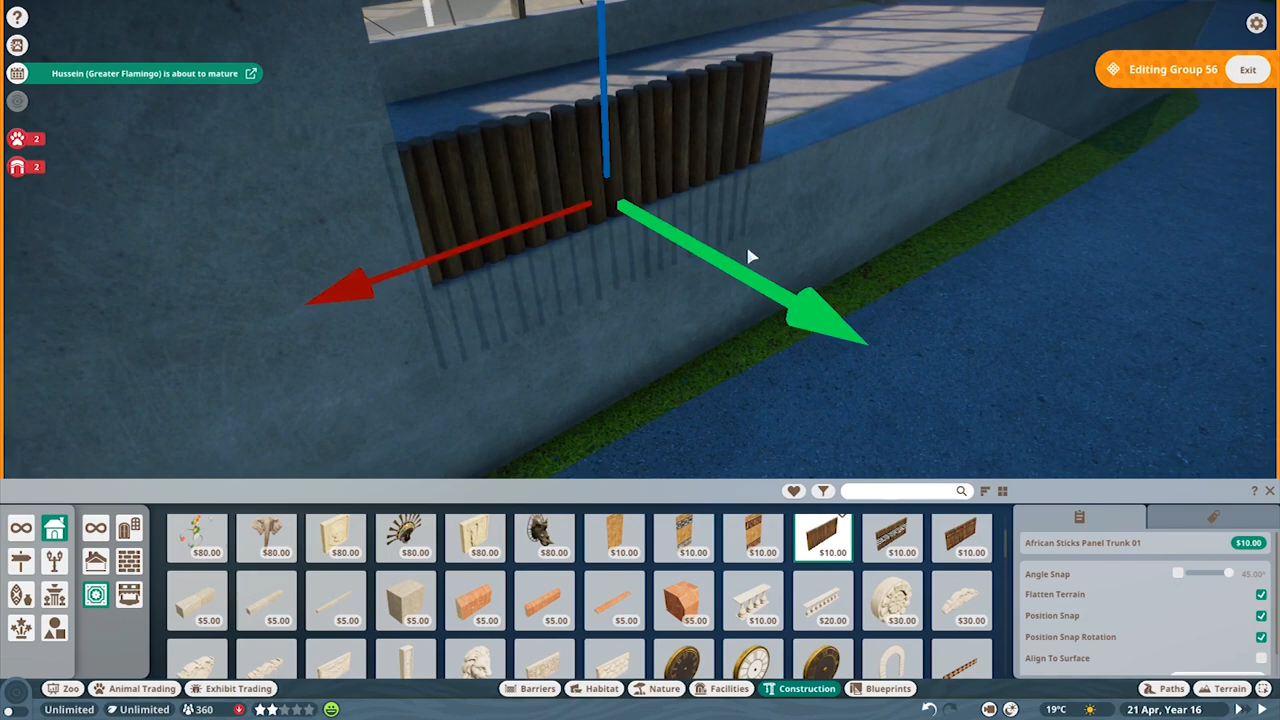 ?
Hussein (Greater Flamingo) is about to mature
2
2
Editing Group 56
Exit
?
$80.00
$80.00
$80.00
$80.00
$80.00
$80.00
$10.00
$10.00
$10.00
$10.00
$10.00
$10.00
$5.00
$5.00
$5.00
$5.00
$5.00
$5.00
$5.00
$5.00
$10.00
$20.00
$30.00
$30.00
African Sticks Panel Trunk 01
$10.00
Angle Snap
45.00°
Flatten Terrain
Position Snap
Position Snap Rotation
Align To Surface
Zoo
Animal Trading
Exhibit Trading
Barriers
Habitat
Nature
Facilities
Construction
Blueprints
Paths
Terrain
Unlimited
Unlimited
360
19°C
21 Apr, Year 16